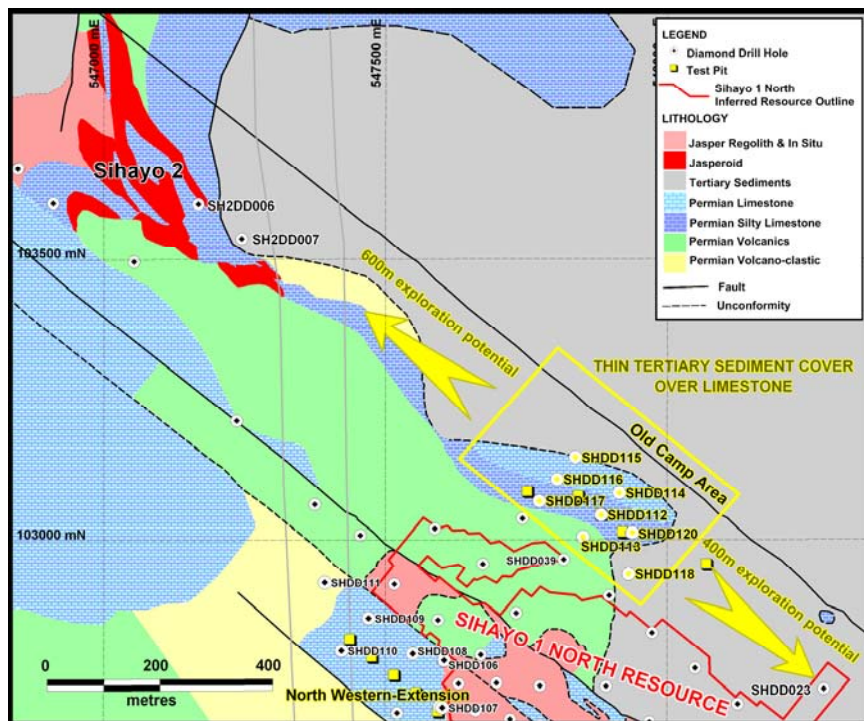 547000 mE
547500 mE
LEGEND
Diamond Drill Hole
Test Pit
Sihayo 1 North
Inferred Resource Outline
LITHOLOGY
Jasper Regolith & In Situ
Jasperoid
Tertiary Sediments
Permian Limestone
Permian Silty Limestone
Permian Volcanics
Permian Volcano-clastic
Fault
Unconformity
Sihayo 2
SH2DD006
SH2DD007
103500 mN
600m exploration potential
THIN TERTIARY SEDIMENT COVER
OVER LIMESTONE
Old Camp Area
SHDD115
SHDD116
SHDD114
SHDD117
SHDD112
SHDD120
SHDD113
103000 mN
SHDD039
SHDD118
400m exploration potential
SHDD111
SHDD109
SHDD110
SHDD108
SHDD106
SIHAYO 1 NORTH RESOURCE
SHDD023
North Western-Extension
SHDD107
0 200 400
metres